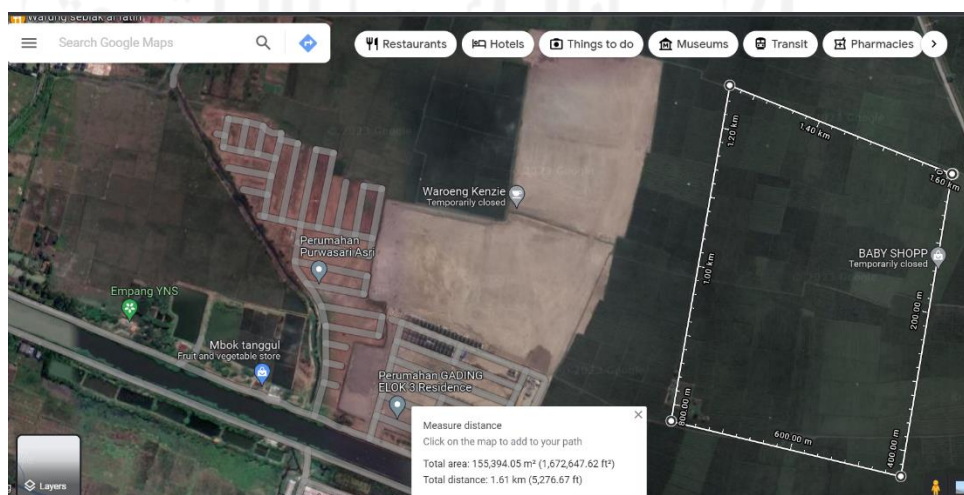 Warung seblak al fatih
Search Google Maps
Restaurants
Hotels
Things to do
Museums
Transit
Pharmacies
Waroeng Kenzie
Temporarily closed
Perumahan
Purwasari Asri
Empang YNS
Mbok tanggul
Fruit and vegetable store
Perumahan GADING
ELOK 3 Residence
BABY SHOPP
Temporarily closed
1.20 km
1.40 km
1.60 km
1.00 km
200.00 m
800.00 m
600.00 m
400.00 m
Measure distance
Click on the map to add to your path
Total area: 155,394.05 m² (1,672,647.62 ft²)
Total distance: 1.61 km (5,276.67 ft)
Layers